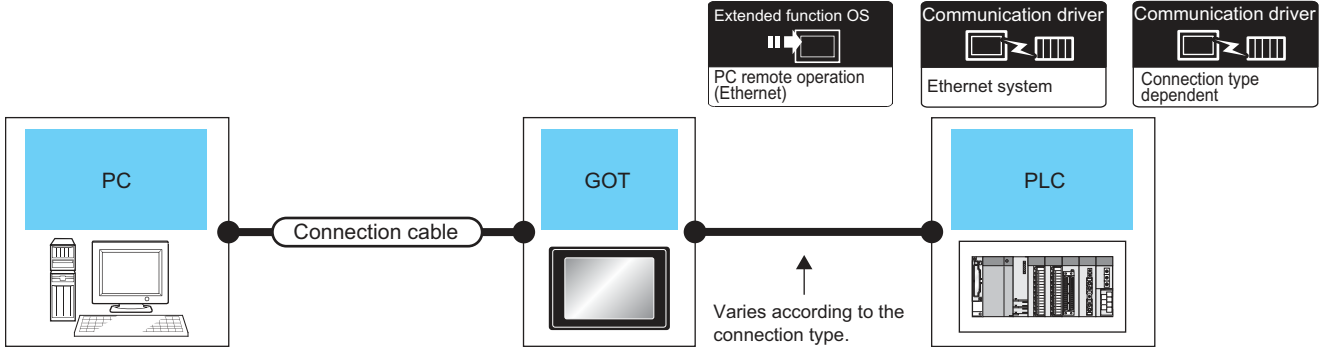 Extended function OS
PC remote operation
(Ethernet)
Communication driver
Ethernet system
Communication driver
Connection type
dependent
PC
Connection cable
GOT
Varies according to the
connection type.
PLC